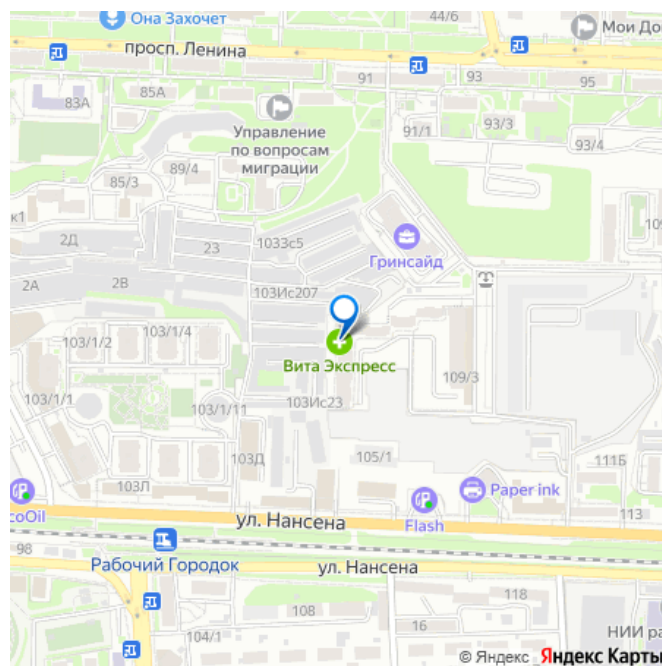 Она Захочет
44/6
Мои До
просп. Ленина
91
93
95
85А
83А
Управление
по вопросам
миграции
91/1
93/3
93/4
89/4
85/3
к1
2Д
23
1033с5
Гринсайд
109
2А
2В
103Ис207
103/1/2
103/1/4
Вита Экспресс
109/3
103/1/1
103/1/11
103Ис23
103Д
105/1
111Б
103Л
Paper ink
coOil
Flash
113
ул. Нансена
98
Рабочий Городок
ул. Нансена
118
108
16
104/1
НИИ ра
© Яндекс Яндекс Карты